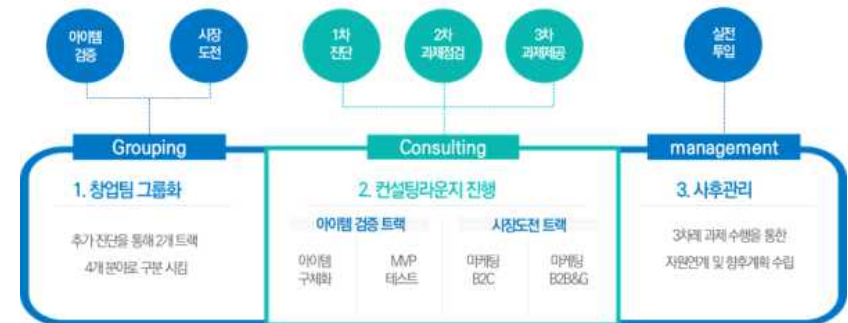 아이템
검증
시장
도전
1차
진단
2차
과제점검
3차
과제제공
실전
투입
Grouping
Consulting
management
1. 창업팀 그룹화
추가 진단을 통해 2개 트랙
4개 분야로 구분 시킴
2. 컨설팅라운지 진행
아이템 검증 트랙
시장도전 트랙
아이템
구체화
MVP
테스트
마케팅
B2C
마케팅
B2B&G
3. 사후관리
3차례 과제 수행을 통한
자원연계 및 향후계획 수립